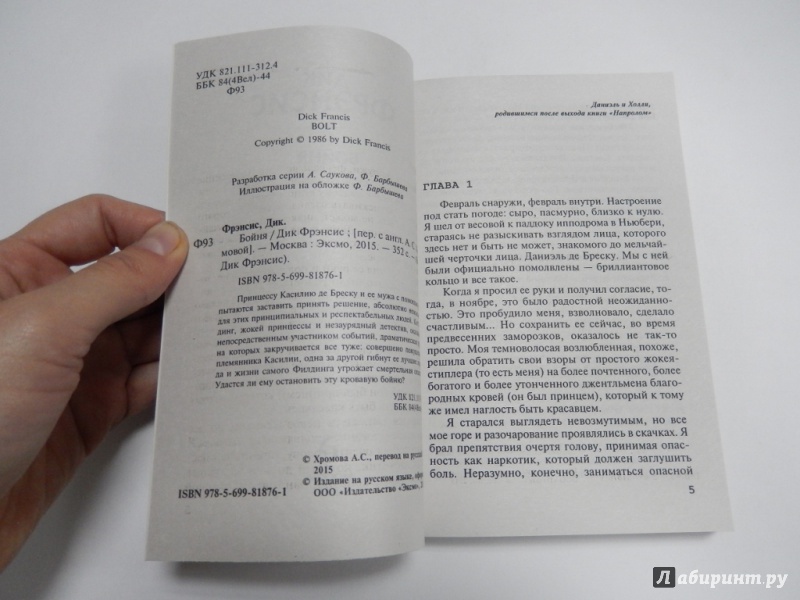 УДК 821.111-312.4
ББК 84(4Вел)-44
Ф93
Dick Francis
BOLT
Copyright © 1986 by Dick Francis
Разработка серии А. Саукова, Ф. Барбышева
Иллюстрация на обложке Ф. Барбышева
Фрэнсис, Дик.
Ф93 Бойня / Дик Фрэнсис ; [пер. с англ. А. С.
мовой]. — Москва : Эксмо, 2015. — 352 с. —
Дик Фрэнсис).
ISBN 978-5-699-81876-1
Принцессу Касилию де Бреску и ее мужа с
пытаются заставить принять решение, абсолютно
для этих принципиальных и респектабельных людей.
динг, жокей принцессы и незаурядный детектив,
непосредственным участником событий,
на которых закручивается все туже: совершено
племянника Касилии, одна за другой гибнут ее
да и жизни самого Филдинга угрожает смертельная
Удастся ли ему остановить эту кровавую бойню?
УДК
ББК
© Хромова А.С., перевод на
2015
© Издание на русском языке,
ISBN 978-5-699-81876-1 ООО «Издательство «Эксмо»,
Даниэль и Холли,
родившимся после выхода книги «Напролом»
ГЛАВА 1
Февраль снаружи, февраль внутри. Настроение
под стать погоде: сыро, пасмурно, близко к нулю.
Я шел от весовой к паддоку ипподрома в Ньюбери,
стараясь не разыскивать взглядом лица, которого
здесь нет и быть не может, знакомого до мельчай-
шей черточки лица. Даниэль де Бреску. Мы с ней
были официально помолвлены — бриллиантовое
кольцо и все такое.
Когда я просил ее руки и получил согласие, то-
гда, в ноябре, это было радостной неожиданно-
стью. Это пробудило меня, взволновало, сделало
счастливым... Но сохранить ее сейчас, во время
предвесенних заморозков, оказалось не так-то
просто. Моя темноволосая возлюбленная, похоже,
решила обратить свои взоры от простого жокея-
стиплера (то есть меня) на более почтенного, более
богатого и более утонченного джентльмена благо-
родных кровей (он был принцем), который к тому
же имел наглость быть красавцем.
Я старался выглядеть невозмутимым, но все
мое горе и разочарование проявлялись в скачках. Я
брал препятствия очертя голову, принимая опас-
ность как наркотик, который должен заглушить
боль. Неразумно, конечно, заниматься опасной
5
Лабиринт.ру